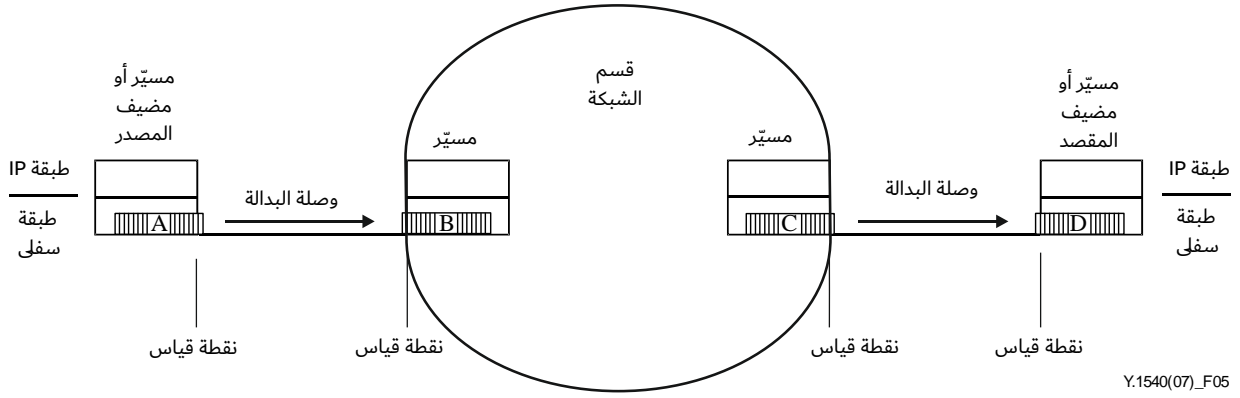 قسم
الشبكة
مسيّر أو
مضيف
المقصد
مسيّر أو
مضيف
المصدر
مسيّر
مسيّر
طبقة IP
طبقة
سفلى
طبقة IP
طبقة
سفلى
وصلة البدالة
وصلة البدالة
D
C
B
A
نقطة قياس
نقطة قياس
نقطة قياس
نقطة قياس
Y.1540(07)_F05